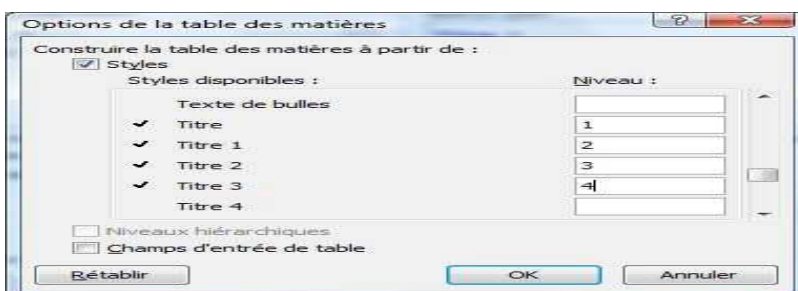 Options de la table des matières
Construire la table des matières à partir de :
Styles
Styles disponibles : Niveau :
Texte de bulles
Titre 1
Titre 1 2
Titre 2 3
Titre 3 4
Titre 4
Niveaux hiérarchiques
Champs d'entrée de table
Rétablir OK Annuler